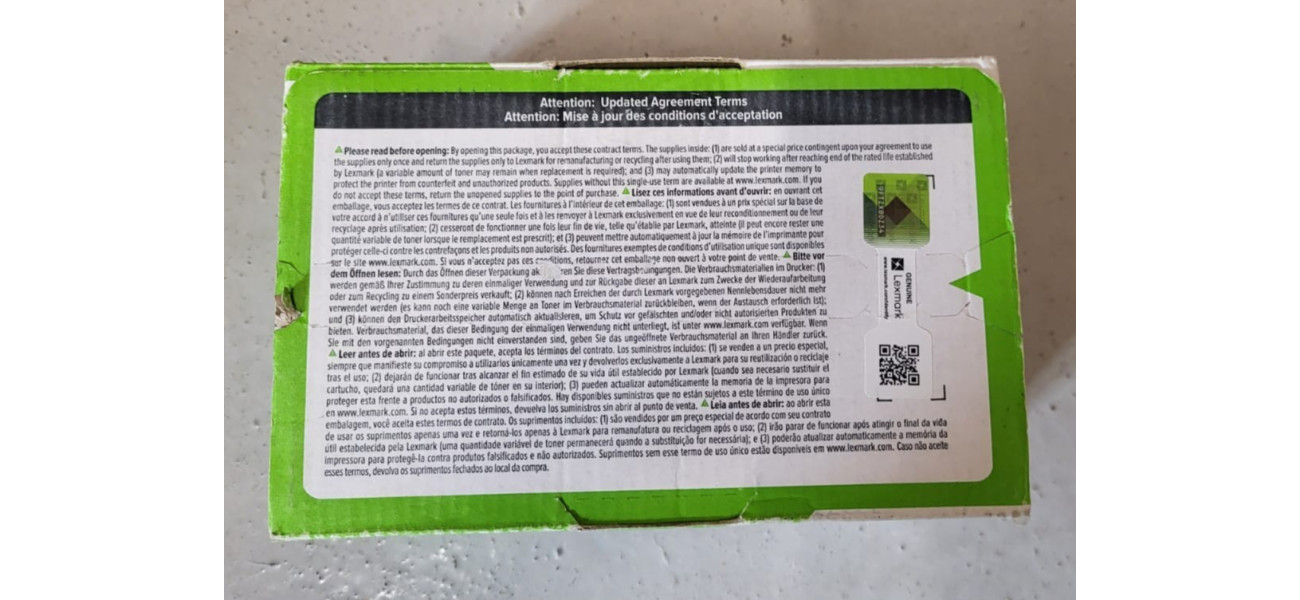 Attention: Updated Agreement Terms
Attention: Mise à jour des conditions d'acceptation
Please read before opening: By opening this package, you accept these contract terms. The supplies inside: (1) are sold at a special price contingent upon your agreement to use
the supplies only once and return the supplies only to Lexmark for remanufacturing or recycling after using them; (2) will stop working after reaching end of the rated life established
by Lexmark (a variable amount of toner may remain when replacement is required); and (3) may automatically update the printer memory to
protect the printer from counterfeit and unauthorized products. Supplies without this single-use term are available at www.lexmark.com. If you
do not accept these terms, return the unopened supplies to the point of purchase. Lisez ces informations avant d'ouvrir: en ouvrant cet
emballage, vous acceptez les termes de ce contrat. Les fournitures à l'intérieur de cet emballage: (1) sont vendues à un prix spécial sur la base de
votre accord à n'utiliser ces fournitures qu'une seule fois et à les renvoyer à Lexmark exclusivement en vue de leur reconditionnement ou de leur
recyclage après utilisation; (2) cesseront de fonctionner une fois leur fin de vie, telle qu'établie par Lexmark, atteinte (il peut encore rester une
quantité variable de toner lorsque le remplacement est prescrit); et (3) peuvent mettre automatiquement à jour la mémoire de l'imprimante pour
protéger celle-ci contre les contrefaçons et les produits non autorisés. Des fournitures exemptes de conditions d'utilisation unique sont disponibles
sur le site www.lexmark.com. Si vous n'acceptez pas ces conditions, retournez cet emballage non ouvert à votre point de vente. Bitte vor
dem Öffnen lesen: Durch das Öffnen dieser Verpackung ak zren Sie diese Vertragsbedingungen. Die Verbrauchsmaterialien im Drucker: (1)
werden gemäß Ihrer Zustimmung zu deren einmaliger Verwendung und zur Rückgabe dieser an Lexmark zum Zwecke der Wiederaufarbeitung
oder zum Recycling zu einem Sonderpreis verkauft; (2) können nach Erreichen der durch Lexmark vorgegebenen Nennlebensdauer nicht mehr
verwendet werden (es kann noch eine variable Menge an Toner im Verbrauchsmaterial zurückbleiben, wenn der Austausch erforderlich ist);
und (3) können den Druckerarbeitsspeicher automatisch aktualisieren, um Schutz vor gefälschten und/oder nicht autorisierten Produkten zu
bieten. Verbrauchsmaterial, das dieser Bedingung der einmaligen Verwendung nicht unterliegt, ist unter www.lexmark.com verfügbar. Wenn
Sie mit den vorgenannten Bedingungen nicht einverstanden sind, geben Sie das ungeöffnete Verbrauchsmaterial an Ihren Händler zurück.
Leer antes de abrir: al abrir este paquete, acepta los términos del contrato. Los suministros incluidos: (1) se venden a un precio especial,
siempre que manifieste su compromiso a utilizarlos únicamente una vez y devolverlos exclusivamente a Lexmark para su reutilización o reciclaje
tras el uso; (2) dejarán de funcionar tras alcanzar el fin estimado de su vida útil establecido por Lexmark (cuando sea necesario sustituir el
cartucho, quedará una cantidad variable de tóner en su interior); (3) pueden actualizar automáticamente la memoria de la impresora para
proteger esta frente a productos no autorizados o falsificados. Hay disponibles suministros que no están sujetos a este término de uso único
en www.lexmark.com. Si no acepta estos términos, devuelva los suministros sin abrir al punto de venta. Leia antes de abrir: ao abrir esta
embalagem, você aceita estes termos de contrato. Os suprimentos incluídos: (1) são vendidos por um preço especial de acordo com seu contrato
de usar os suprimentos apenas uma vez e retorná-los apenas à Lexmark para remanufatura ou reciclagem após o uso; (2) irão parar de funcionar após atingir o final da vida
útil estabelecida pela Lexmark (uma quantidade variável de toner permanecerá quando a substituição for necessária); e (3) poderão atualizar automaticamente a memória da
impressora para protegê-la contra produtos falsificados e não autorizados. Suprimentos sem esse termo de uso único estão disponíveis em www.lexmark.com. Caso não aceite
esses termos, devolva os suprimentos fechados ao local da compra.
GENUINE
Lexmark